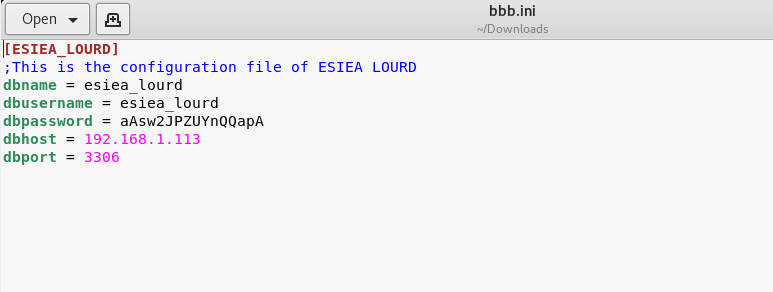 Open
bbb.ini
~/Downloads
[ESIEA_LOURD]
;This is the configuration file of ESIEA LOURD
dbname = esiea_lourd
dbusername = esiea_lourd
dbpassword = aAsw2JPZUYnQQapA
dbhost = 192.168.1.113
dbport = 3306